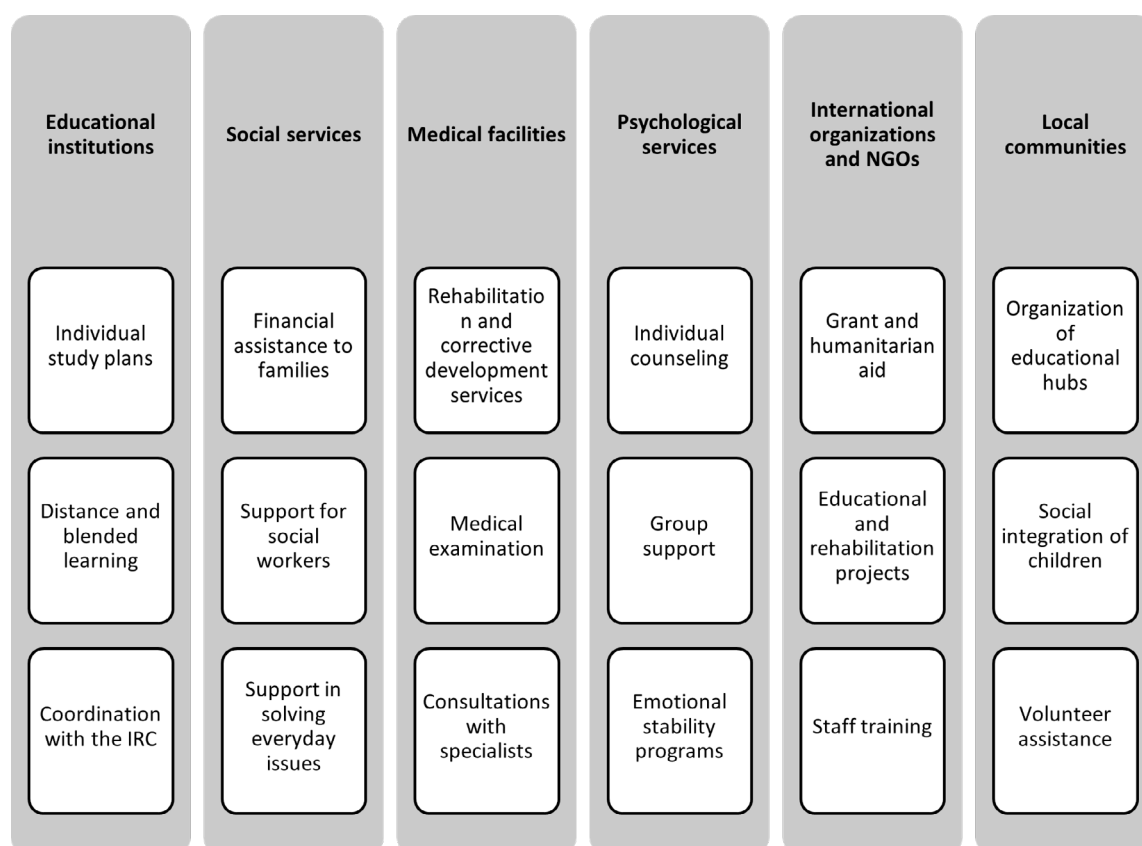 Educational
institutions
Social services
Medical facilities
Psychological
services
International
organizations
and NGOs
Local
communities
Individual
study plans
Financial
assistance to
families
Rehabilitatio
n and
corrective
development
services
Individual
counseling
Grant and
humanitarian
aid
Organization
of
educational
hubs
Distance and
blended
learning
Support for
social
workers
Medical
examination
Group
support
Educational
and
rehabilitation
projects
Social
integration of
children
Coordination
with the IRC
Support in
solving
everyday
issues
Consultations
with
specialists
Emotional
stability
programs
Staff training
Volunteer
assistance